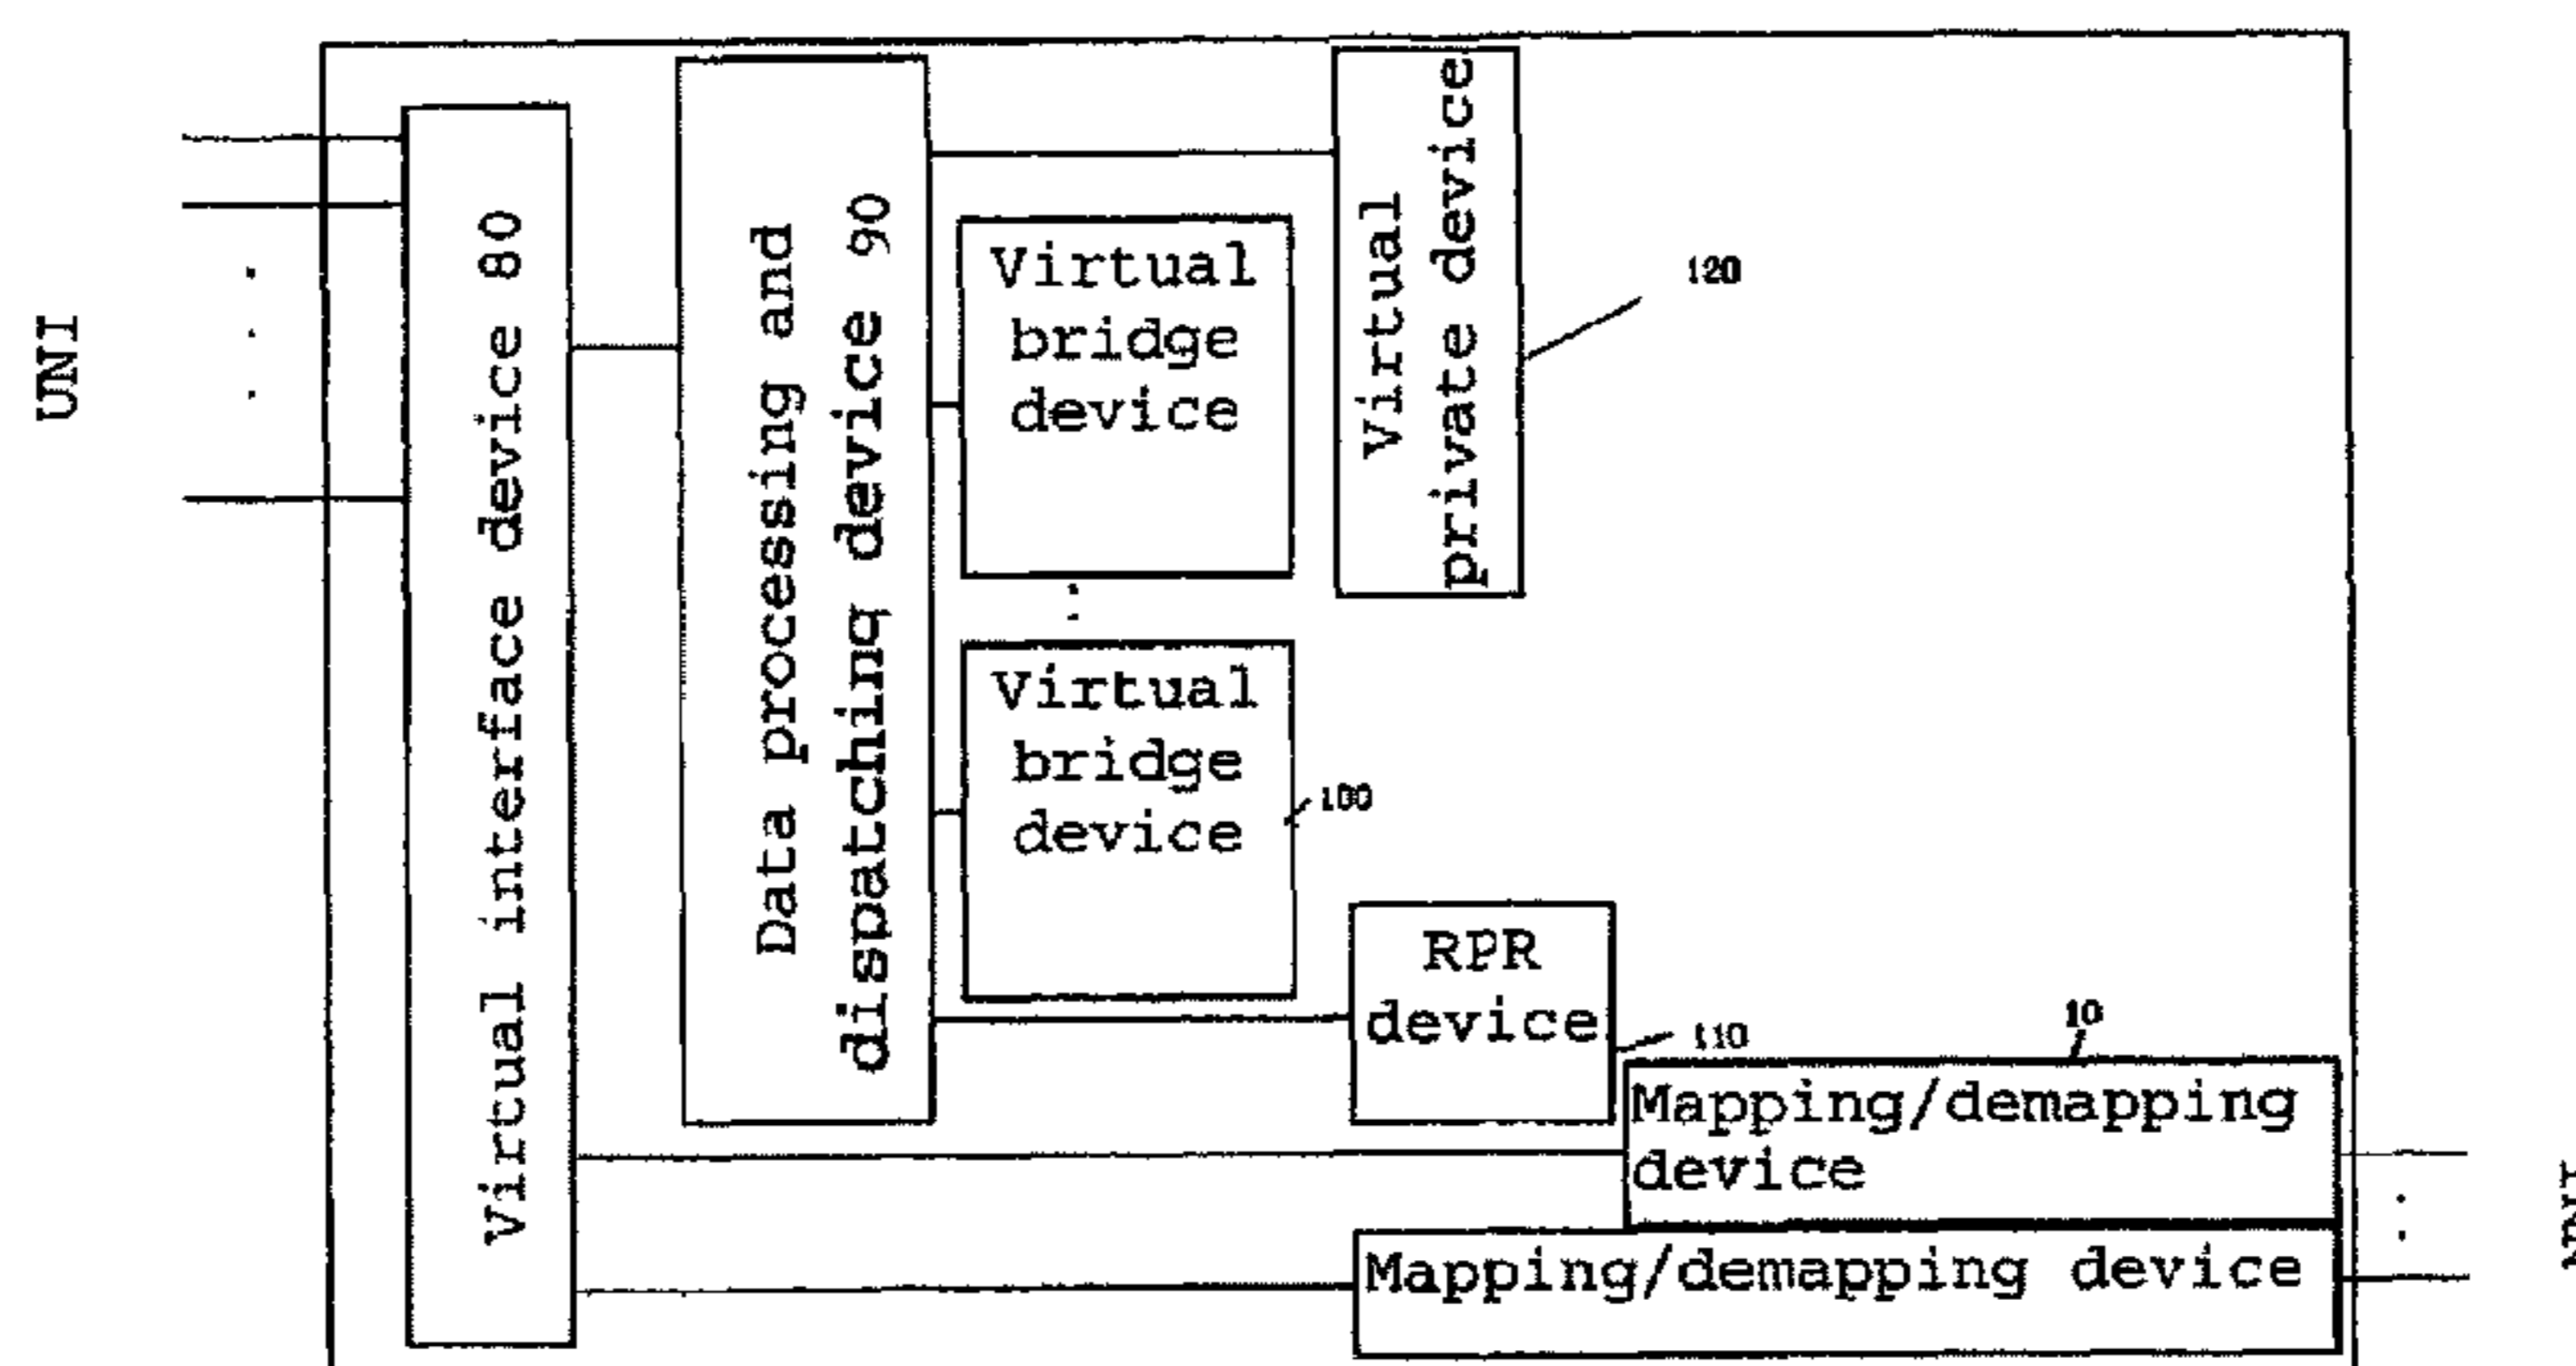 UNI
Virtual interface device 80
Data processing and
dispatching device 90
Virtual
bridge
device
Virtual
private device
120
Virtual
bridge
device
100
RPR
device
110
10
Mapping/demapping
device
Mapping/demapping device